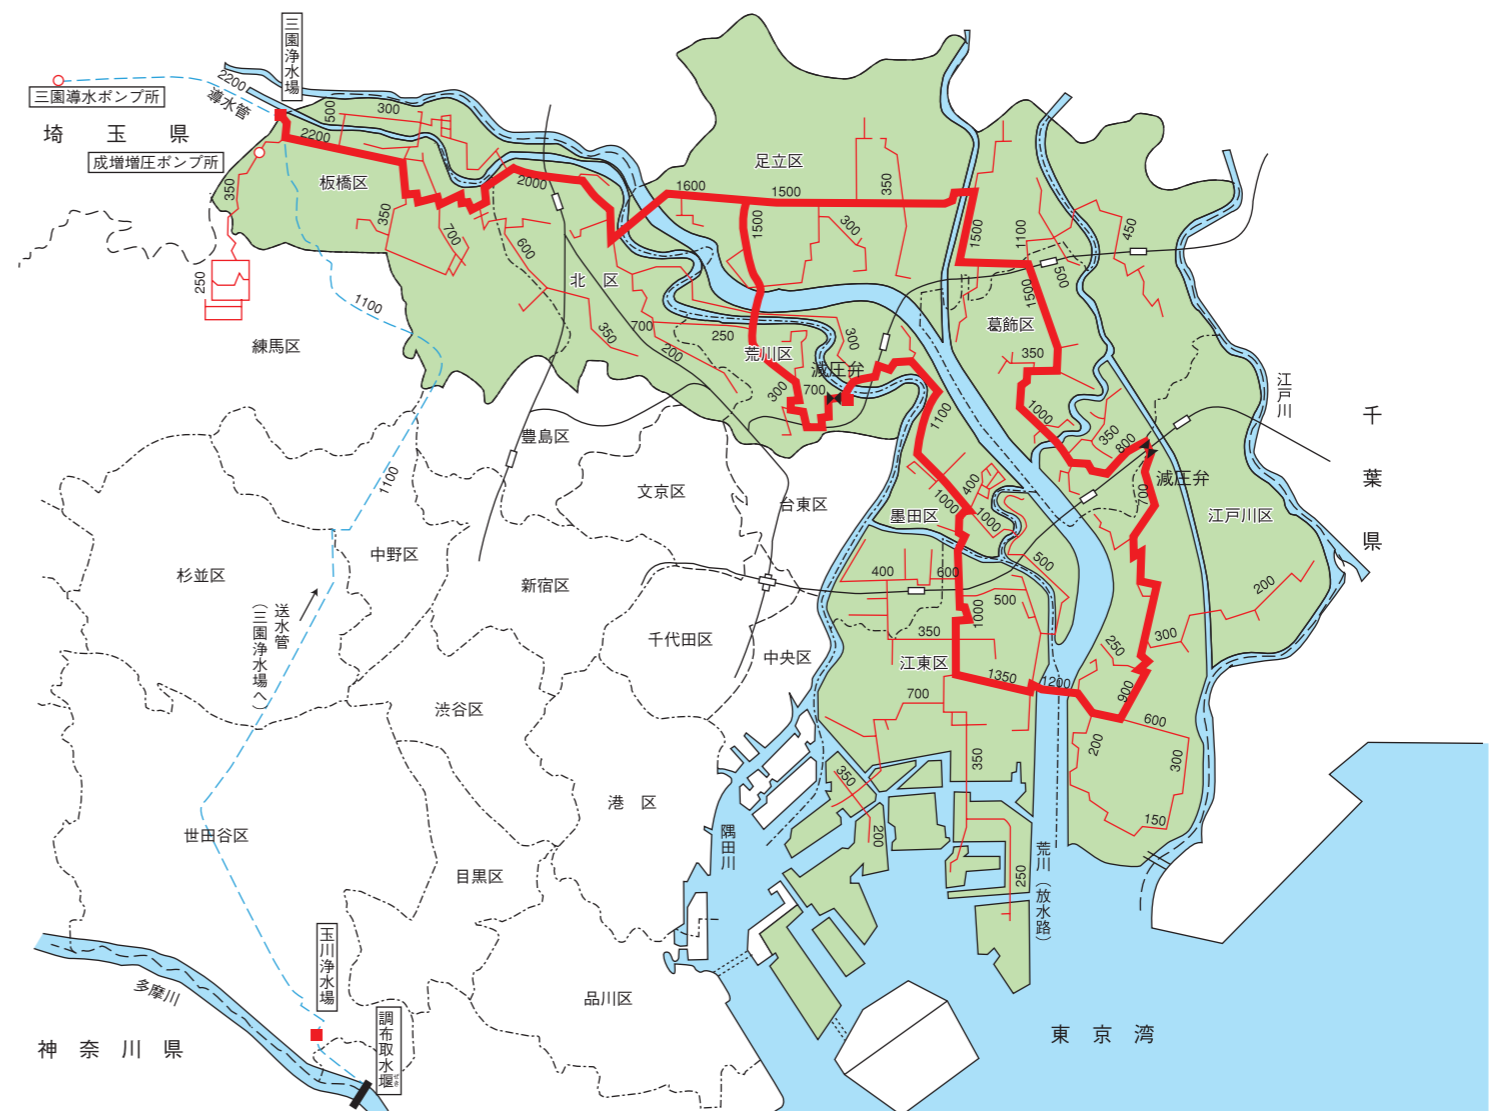 三園浄水場
三園導水ポンプ所
2200
導水管
埼玉県
成増増圧ポンプ所
2200
500
300
350
板橋区
350
700
600
2000
250
練馬区
1100
1100
北区
350
700
200
250
1600
1500
足立区
350
300
1500
荒川区
300
700
減圧弁
300
1500
1100
500
1500
450
葛飾区
350
1000
350
800
減圧弁
700
江戸川
千葉県
江戸川区
200
300
250
900
600
200
300
150
1100
1000
400
1000
墨田区
500
400
600
500
1000
350
江東区
1350
1200
700
350
350
200
250
荒川(放水路)
隅田川
豊島区
文京区
台東区
中野区
杉並区
新宿区
千代田区
中央区
送水管
(三園浄水場へ)
渋谷区
港区
世田谷区
目黒区
品川区
玉川浄水場
調布取水堰
ぜき
多摩川
神奈川県
東京湾